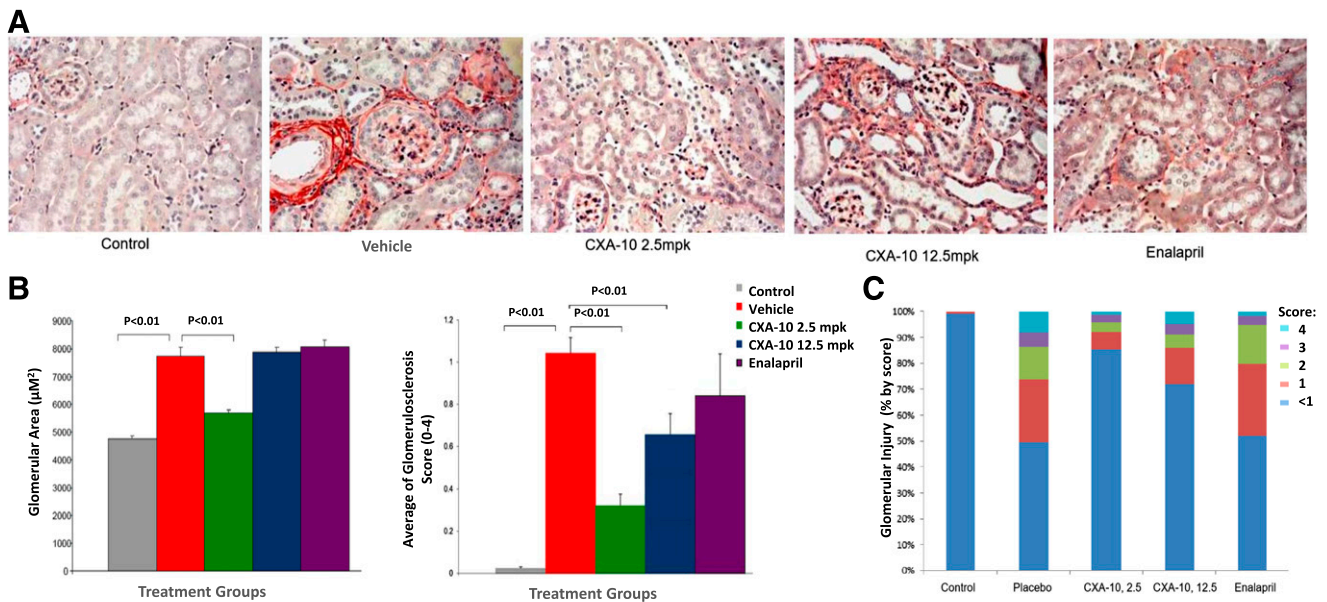 A
Control
Vehicle
CXA-10 2.5mpk
CXA-10 12.5mpk
Enalapril
B
Glomerular Area (μM²)
9000
8000
7000
6000
5000
4000
3000
2000
1000
0
P<0.01
P<0.01
Treatment Groups
Average of Glomerulosclerosis
Score (0-4)
1.2
1
0.8
0.6
0.4
0.2
0
P<0.01
P<0.01
P<0.01
Treatment Groups
Control
Vehicle
CXA-10 2.5 mpk
CXA-10 12.5 mpk
Enalapril
C
Glomerular Injury (% by score)
100%
90%
80%
70%
60%
50%
40%
30%
20%
10%
0%
Control
Placebo
CXA-10, 2.5
CXA-10, 12.5
Enalapril
Score:
4
3
2
1
<1